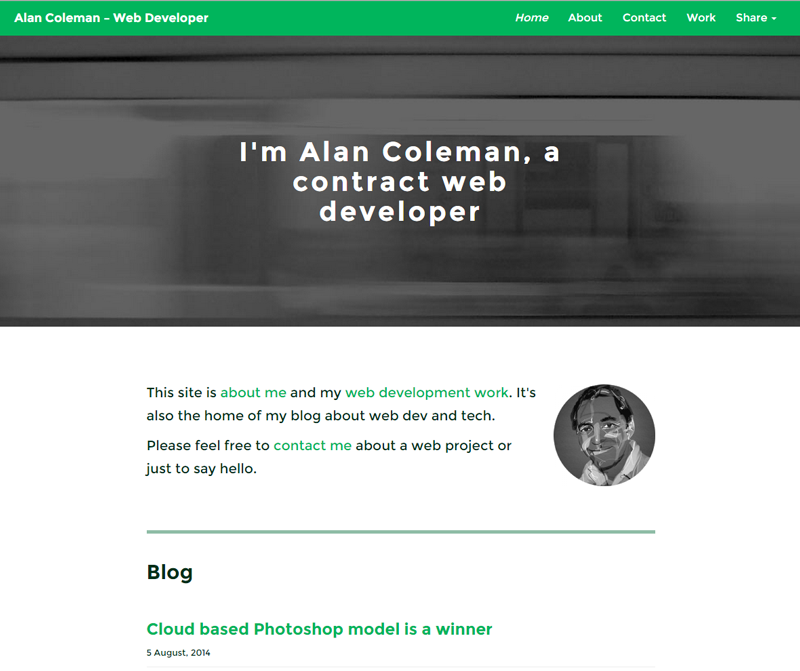 Alan Coleman – Web Developer
Home About Contact Work Share
I'm Alan Coleman, a
contract web
developer
This site is about me and my web development work. It's
also the home of my blog about web dev and tech.
Please feel free to contact me about a web project or
just to say hello.
Blog
Cloud based Photoshop model is a winner
5 August, 2014